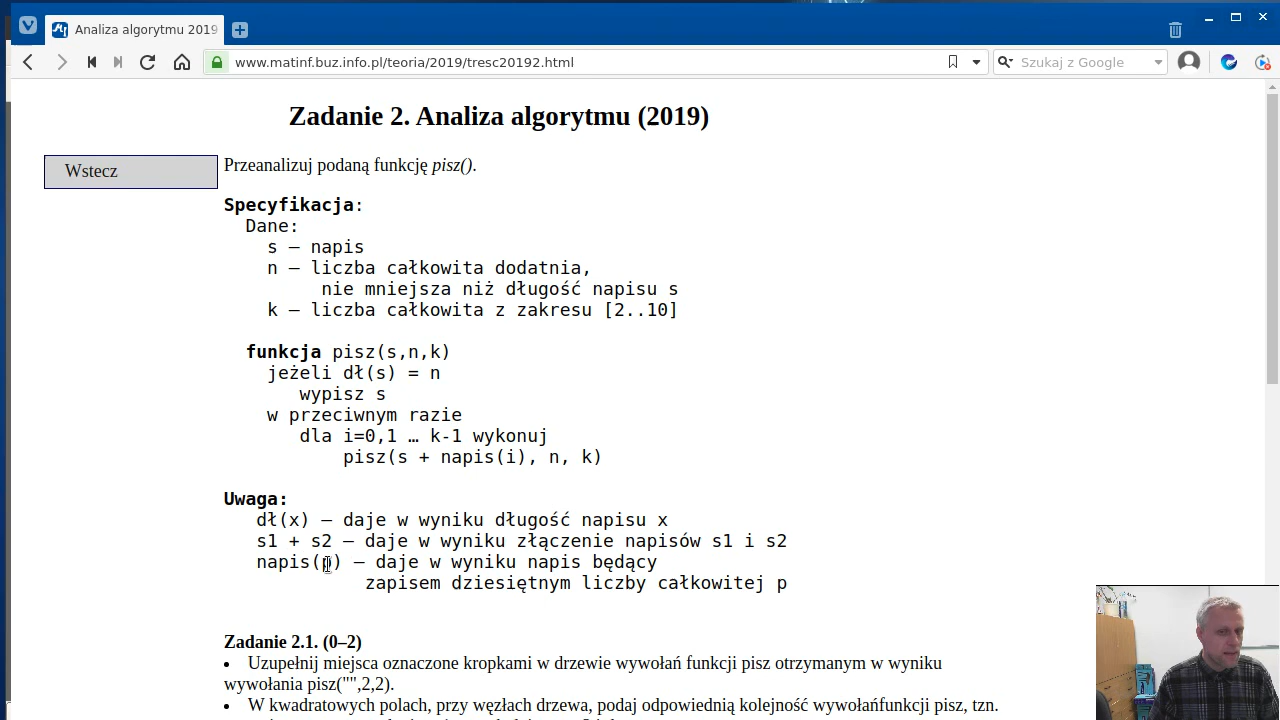 Analiza algorytmu 2019
www.matinf.buz.info.pl/teoria/2019/tresc20192.html
Szukaj z Google
Zadanie 2. Analiza algorytmu (2019)
Wstecz
Przeanalizuj podaną funkcję pisz().
Specyfikacja:
Dane:
s – napis
n – liczba całkowita dodatnia,
nie mniejsza niż długość napisu s
k – liczba całkowita z zakresu [2..10]
funkcja pisz(s,n,k)
jeżeli dł(s) = n
wypisz s
w przeciwnym razie
dla i=0,1 … k-1 wykonuj
pisz(s + napis(i), n, k)
Uwaga:
dł(x) – daje w wyniku długość napisu x
s1 + s2 – daje w wyniku złączenie napisów s1 i s2
napis(p) – daje w wyniku napis będący
zapisem dziesiętnym liczby całkowitej p
Zadanie 2.1. (0–2)
• Uzupełnij miejsca oznaczone kropkami w drzewie wywołań funkcji pisz otrzymanym w wyniku
wywołania pisz("",2,2).
• W kwadratowych polach, przy węzłach drzewa, podaj odpowiednią kolejność wywołańfunkcji pisz, tzn.